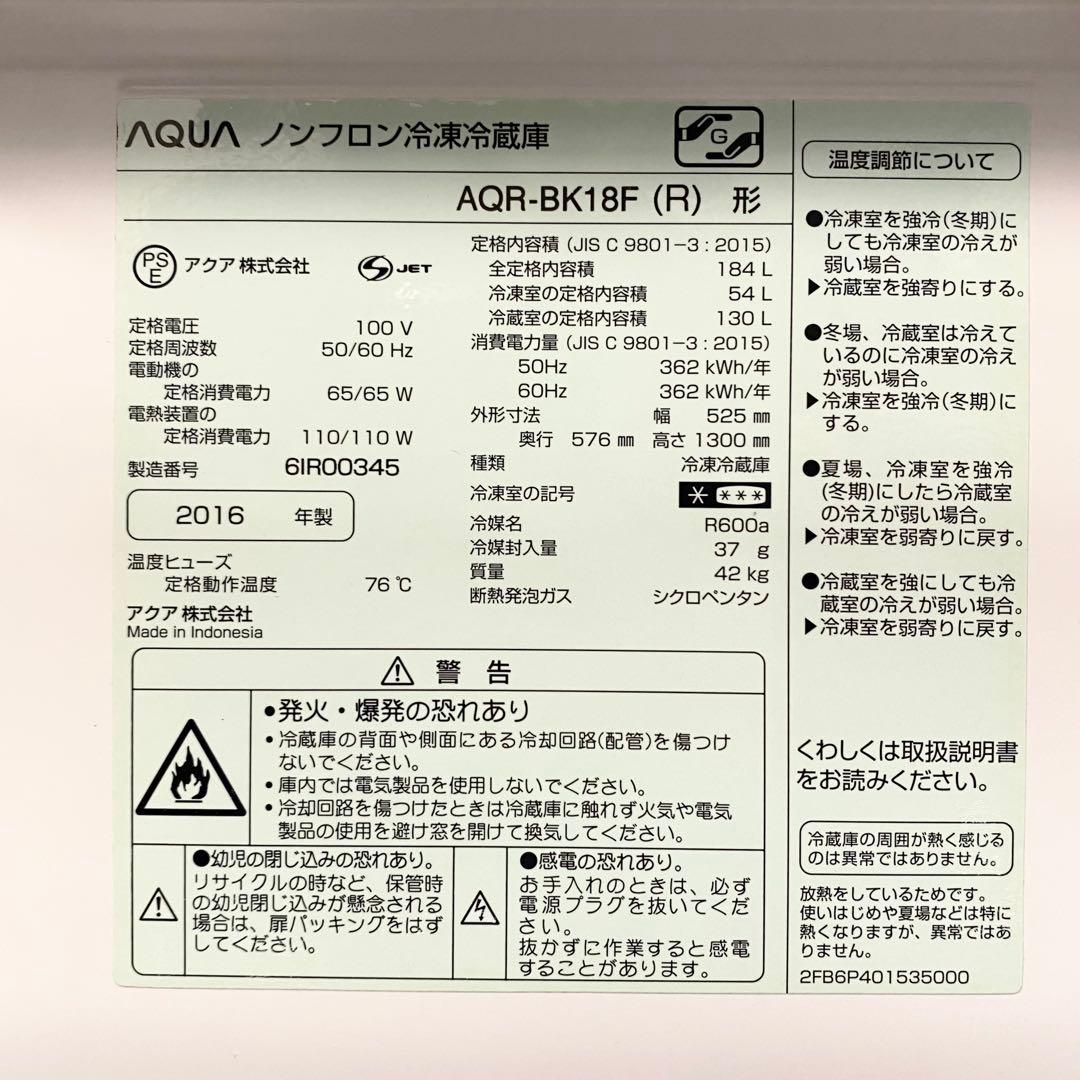 AQUA ノンフロン冷凍冷蔵庫
G
AQR-BK18F (R) 形
PS
E
アクア 株式会社
S JET
定格電圧 100 V
定格周波数 50/60 Hz
電動機の
定格消費電力 65/65 W
電熱装置の
定格消費電力 110/110 W
製造番号 6IR00345
2016 年製
温度ヒューズ
定格動作温度 76 ℃
アクア 株式会社
Made in Indonesia
定格内容積 (JIS C 9801-3 : 2015)
全定格内容積 184 L
冷凍室の定格内容積 54 L
冷蔵室の定格内容積 130 L
消費電力量 (JIS C 9801-3 : 2015)
50Hz 362 kWh/年
60Hz 362 kWh/年
外形寸法 幅 525 ㎜
奥行 576 ㎜ 高さ 1300 ㎜
種類 冷凍冷蔵庫
冷凍室の記号 * ***
冷媒名 R600a
冷媒封入量 37 g
質量 42 kg
断熱発泡ガス シクロペンタン
警 告
●発火・爆発の恐れあり
●冷蔵庫の背面や側面にある冷却回路(配管)を傷つけ
ないでください。
●庫内では電気製品を使用しないでください。
●冷却回路を傷つけたときは冷蔵庫に触れず火気や電気
製品の使用を避け窓を開けて換気してください。
●幼児の閉じ込みの恐れあり。
リサイクルの時など、保管時
の幼児閉じ込みが懸念される
場合は、扉パッキングをはず
してください。
●感電の恐れあり。
お手入れのときは、必ず
電源プラグを抜いてくだ
さい。
抜かずに作業すると感電
することがあります。
温度調節について
●冷凍室を強冷(冬期)に
しても冷凍室の冷えが
弱い場合。
▶冷蔵室を強寄りにする。
●冬場、冷蔵室は冷えて
いるのに冷凍室の冷え
が弱い場合。
▶冷凍室を強冷(冬期)に
する。
●夏場、冷凍室を強冷
(冬期)にしたら冷蔵室
の冷えが弱い場合。
▶冷凍室を弱寄りに戻す。
●冷蔵室を強にしても冷
蔵室の冷えが弱い場合。
▶冷凍室を弱寄りに戻す。
くわしくは取扱説明書
をお読みください。
冷蔵庫の周囲が熱く感じる
のは異常ではありません。
放熱をしているためです。
使いはじめや夏場などは特に
熱くなりますが、異常ではあ
りません。
2FB6P401535000